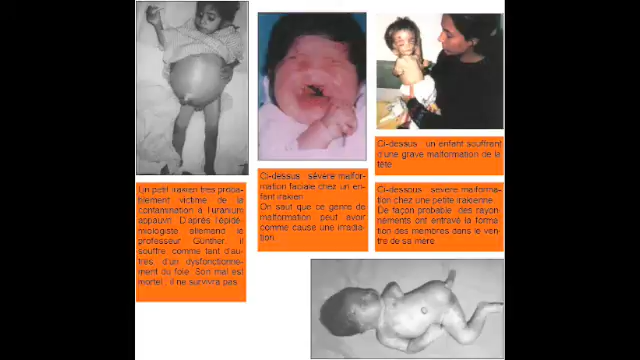 Un petit irakien très proba-
blement victime de la
contamination à l'uranium
appauvri. D'après l'épidé-
miologiste allemand le
professeur Günther, il
souffre, comme tant d'au-
tres, d'un dysfonctionne-
ment du foie. Son mal est
mortel ; il ne survivra pas.
Ci-dessus : sévère malfor-
mation faciale chez un en-
fant irakien.
On sait que ce genre de
malformation peut avoir
comme cause une irradia-
tion.
Ci-dessus : un enfant souffrant
d'une grave malformation de la
tête.
Ci-dessous : sévère malforma-
tion chez une petite irakienne.
De façon probable, des rayon-
nements ont entravé la forma-
tion des membres dans le ven-
tre de sa mère.